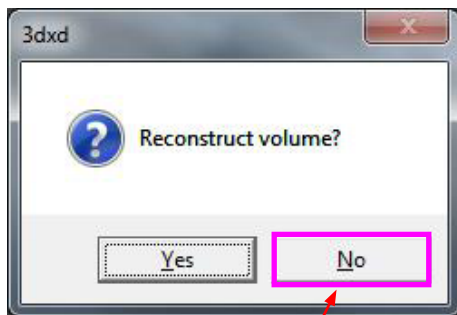 3dxd
Reconstruct volume?
Yes
No